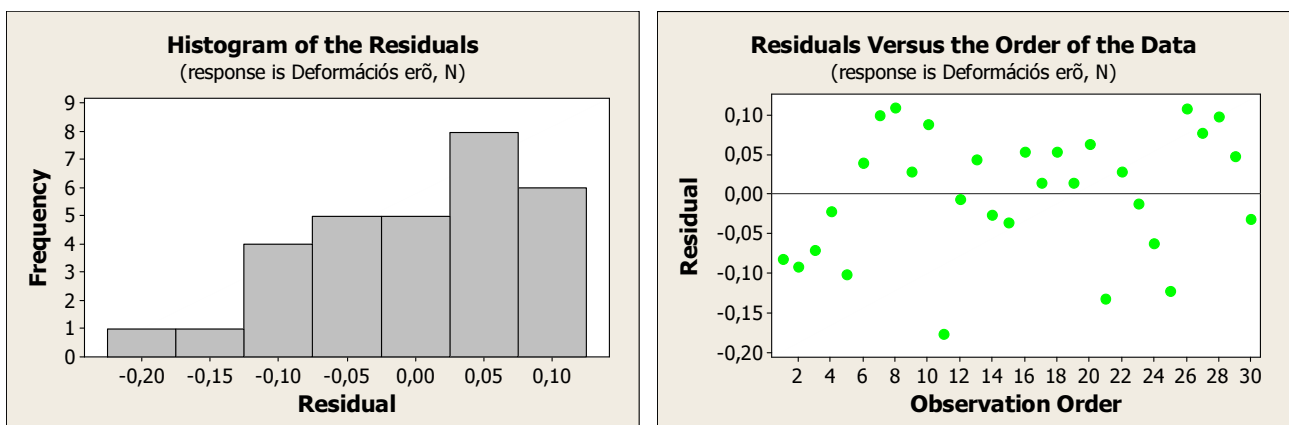 Histogram of the Residuals
(response is Deformációs erõ, N)
9
8
7
6
5
4
3
2
1
0
Frequency
-0,20 -0,15 -0,10 -0,05 0,00 0,05 0,10
Residual
Residuals Versus the Order of the Data
(response is Deformációs erõ, N)
0,10
0,05
0,00
-0,05
-0,10
-0,15
-0,20
Residual
2 4 6 8 10 12 14 16 18 20 22 24 26 28 30
Observation Order